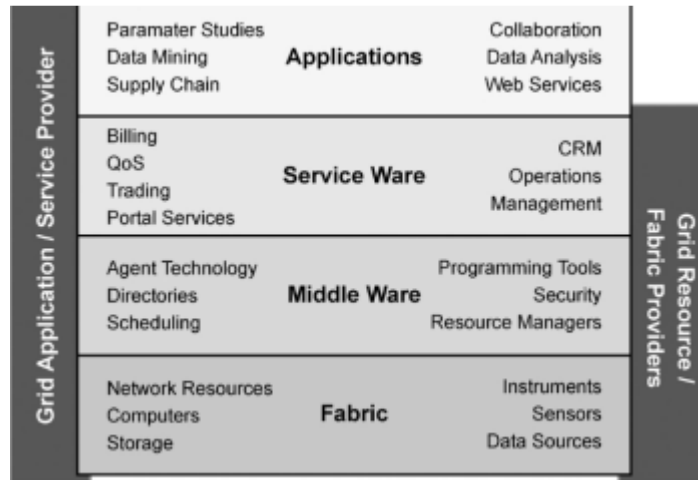 Grid Application / Service Provider
Paramater Studies
Data Mining
Supply Chain
Applications
Collaboration
Data Analysis
Web Services
Billing
QoS
Trading
Portal Services
Service Ware
CRM
Operations
Management
Agent Technology
Directories
Scheduling
Middle Ware
Programming Tools
Security
Resource Managers
Network Resources
Computers
Storage
Fabric
Instruments
Sensors
Data Sources
Grid Resource /
Fabric Providers